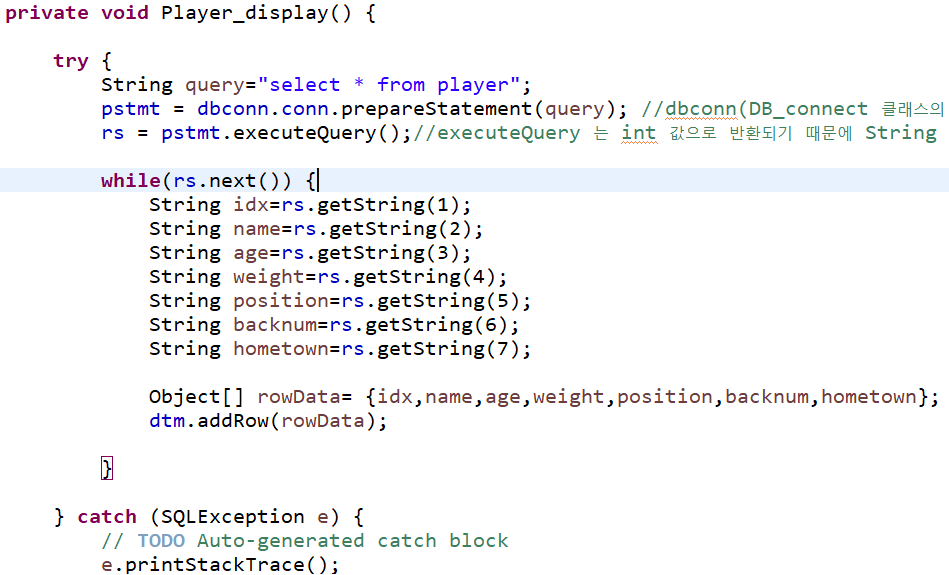 private void Player_display() {
try {
String query="select * from player";
pstmt = dbconn.conn.prepareStatement(query); //dbconn(DB_connect 클래스의
rs = pstmt.executeQuery();//executeQuery 는 int 값으로 반환되기 때문에 String
while(rs.next()) {
String idx=rs.getString(1);
String name=rs.getString(2);
String age=rs.getString(3);
String weight=rs.getString(4);
String position=rs.getString(5);
String backnum=rs.getString(6);
String hometown=rs.getString(7);
Object[] rowData= {idx,name,age,weight,position,backnum,hometown};
dtm.addRow(rowData);
}
} catch (SQLException e) {
// TODO Auto-generated catch block
e.printStackTrace();